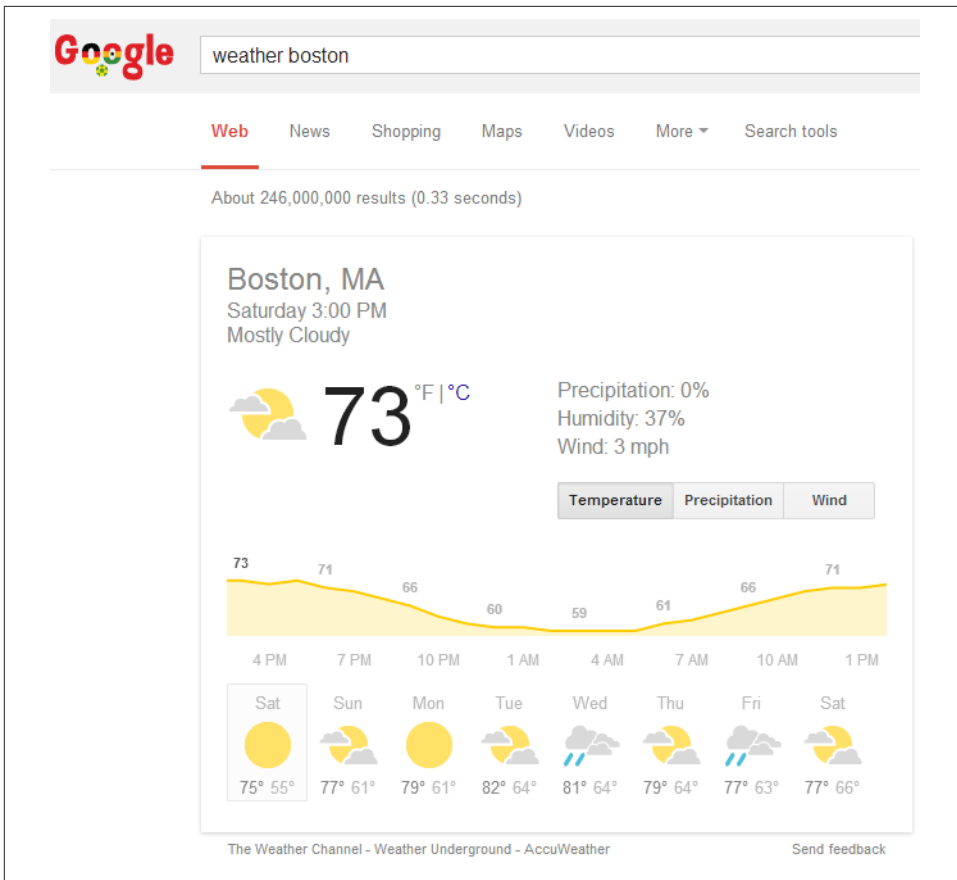 Google
weather boston
Web News Shopping Maps Videos More Search tools
About 246,000,000 results (0.33 seconds)
Boston, MA
Saturday 3:00 PM
Mostly Cloudy
73 °F | °C
Precipitation: 0%
Humidity: 37%
Wind: 3 mph
Temperature Precipitation Wind
73 71 66 60 59 61 66 71
4 PM 7 PM 10 PM 1 AM 4 AM 7 AM 10 AM 1 PM
Sat Sun Mon Tue Wed Thu Fri Sat
75° 55° 77° 61° 79° 61° 82° 64° 81° 64° 79° 64° 77° 63° 77° 66°
The Weather Channel - Weather Underground - AccuWeather Send feedback